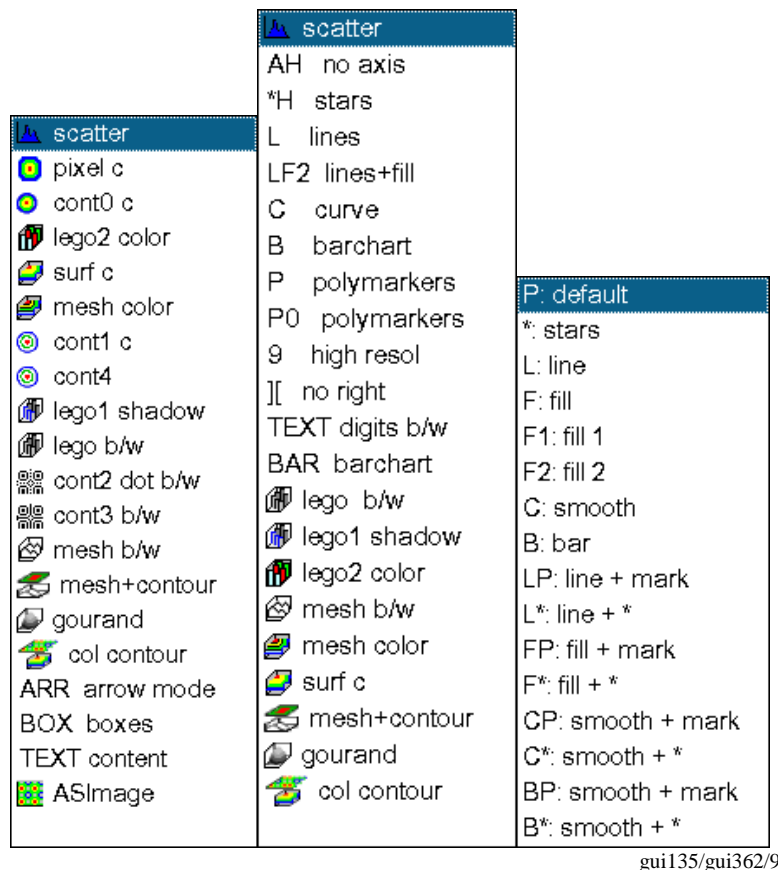 scatter
pixel c
cont0 c
lego2 color
surf c
mesh color
cont1 c
cont4
lego1 shadow
lego b/w
cont2 dot b/w
cont3 b/w
mesh b/w
mesh+contour
gourand
col contour
ARR arrow mode
BOX boxes
TEXT content
ASImage
scatter
AH no axis
*H stars
L lines
LF2 lines+fill
C curve
B barchart
P polymarkers
P0 polymarkers
9 high resol
][ no right
TEXT digits b/w
BAR barchart
lego b/w
lego1 shadow
lego2 color
mesh b/w
mesh color
surf c
mesh+contour
gourand
col contour
P: default
*: stars
L: line
F: fill
F1: fill 1
F2: fill 2
C: smooth
B: bar
LP: line + mark
L*: line + *
FP: fill + mark
F*: fill + *
CP: smooth + mark
C*: smooth + *
BP: smooth + mark
B*: smooth + *
gui135/gui362/9